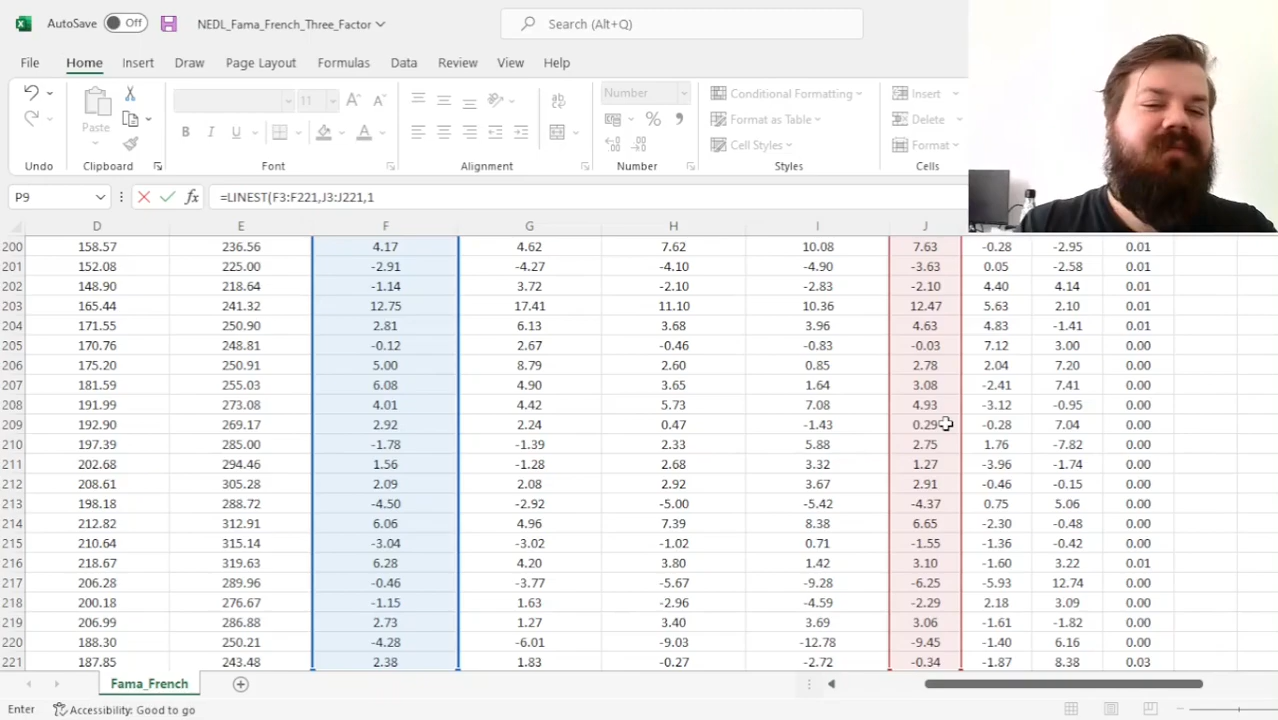 AutoSave Off NEDL_Fama_French_Three_Factor Search (Alt+Q)
File Home Insert Draw Page Layout Formulas Data Review View Help
11 A A Number Conditional Formatting Insert
Paste B I U A % Format as Table Delete
Cell Styles Format
Undo Clipboard Font Alignment Number Styles Cells
P9 fx =LINEST(F3:F221,J3:J221,1
D E F G H I J
200 158.57 236.56 4.17 4.62 7.62 10.08 7.63 -0.28 -2.95 0.01
201 152.08 225.00 -2.91 -4.27 -4.10 -4.90 -3.63 0.05 -2.58 0.01
202 148.90 218.64 -1.14 3.72 -2.10 -2.83 -2.10 4.40 4.14 0.01
203 165.44 241.32 12.75 17.41 11.10 10.36 12.47 5.63 2.10 0.01
204 171.55 250.90 2.81 6.13 3.68 3.96 4.63 4.83 -1.41 0.01
205 170.76 248.81 -0.12 2.67 -0.46 -0.83 -0.03 7.12 3.00 0.01
206 175.20 250.91 5.00 8.79 2.60 0.85 2.78 2.04 7.20 0.00
207 181.59 255.03 6.08 4.90 3.65 1.64 3.08 -2.41 7.41 0.00
208 191.99 273.08 4.01 4.42 5.73 7.08 4.93 -3.12 -0.95 0.00
209 192.90 269.17 2.92 2.24 0.47 -1.43 0.29 -0.28 7.04 0.00
210 197.39 285.00 -1.78 -1.39 2.33 5.88 2.75 1.76 -7.82 0.00
211 202.68 294.46 1.56 -1.28 2.68 3.32 1.27 -3.96 -1.74 0.00
212 208.61 305.28 2.09 2.08 2.92 3.67 2.91 -0.46 -0.15 0.00
213 198.18 288.72 -4.50 -2.92 -5.00 -5.42 -4.37 0.75 5.06 0.00
214 212.82 312.91 6.06 4.96 7.39 8.38 6.65 -2.30 -0.48 0.00
215 210.64 315.14 -3.04 -3.02 -1.02 0.71 -1.55 -1.36 -0.42 0.00
216 218.67 319.63 6.28 4.20 3.80 1.42 3.10 -1.60 3.22 0.01
217 206.28 289.96 -0.46 -3.77 -5.67 -9.28 -6.25 -5.93 12.74 0.00
218 200.18 276.67 -1.15 1.63 -2.96 -4.59 -2.29 2.18 3.09 0.00
219 206.99 286.88 2.73 1.27 3.40 3.69 3.06 -1.61 -1.82 0.00
220 188.30 250.21 -4.28 -6.01 -9.03 -12.78 -9.45 -1.40 6.16 0.00
221 187.85 243.48 2.38 1.83 -0.27 -2.72 -0.34 -1.87 8.38 0.03
Fama_French
Enter Accessibility: Good to go